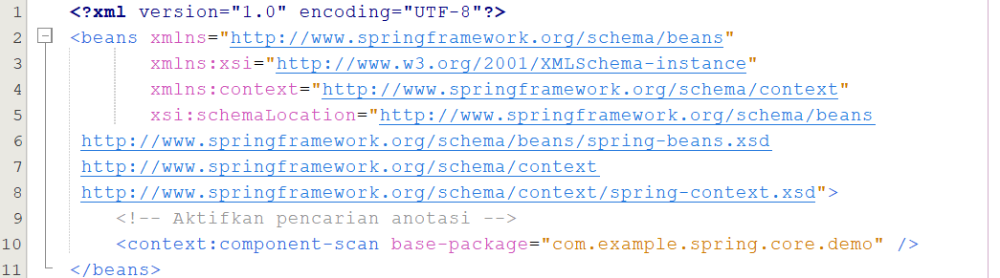 1 <?xml version="1.0" encoding="UTF-8"?>
2 <beans xmlns="http://www.springframework.org/schema/beans"
3 xmlns:xsi="http://www.w3.org/2001/XMLSchema-instance"
4 xmlns:context="http://www.springframework.org/schema/context"
5 xsi:schemaLocation="http://www.springframework.org/schema/beans
6 http://www.springframework.org/schema/beans/spring-beans.xsd
7 http://www.springframework.org/schema/context
8 http://www.springframework.org/schema/context/spring-context.xsd">
9 <!-- Aktifkan pencarian anotasi -->
10 <context:component-scan base-package="com.example.spring.core.demo" />
11 </beans>